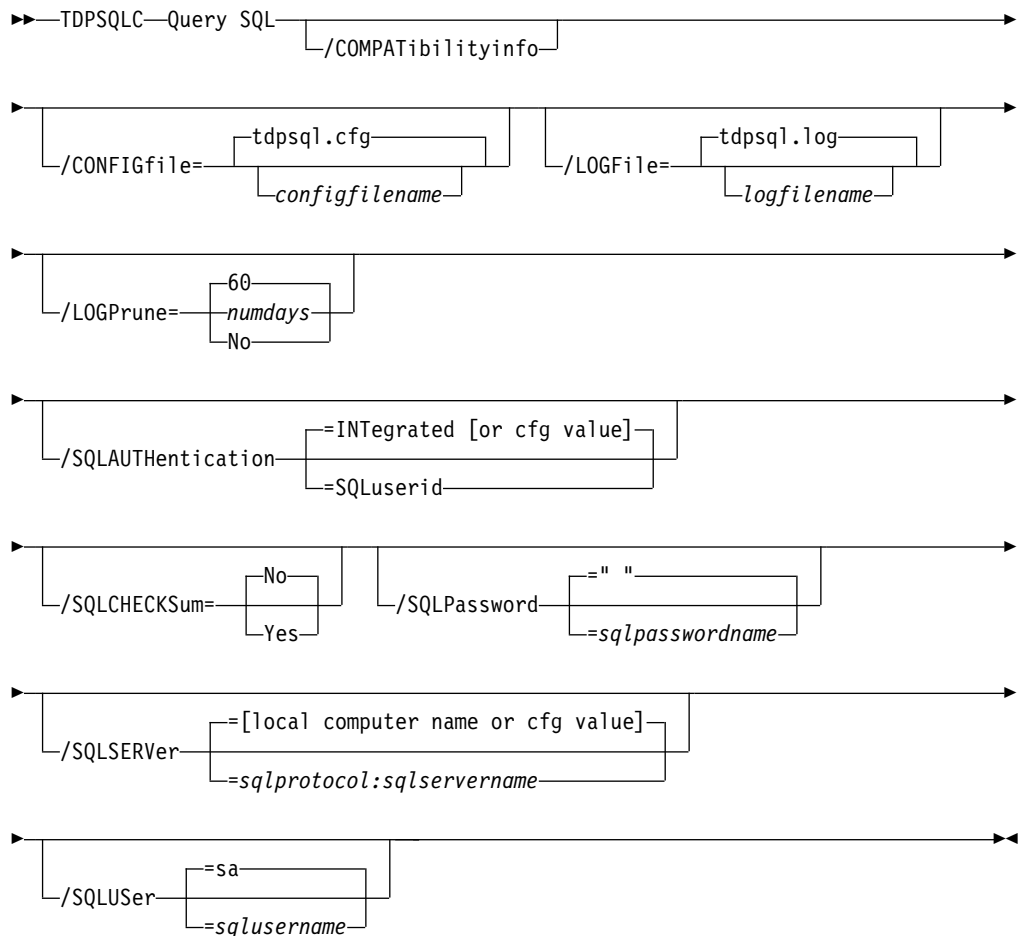 TDPSQLC Query SQL
/COMPATibilityinfo
tdpsql.cfg
/CONFIGfile=
configfilename
tdpsql.log
/LOGFile=
logfilename
60
/LOGPrune=
numdays
No
=INTegrated [or cfg value]
/SQLAUTHentication
=SQLuserid
No
/SQLCHECKSum=
Yes
=" "
/SQLPassword
=sqlpasswordname
=[local computer name or cfg value]
/SQLSERVer
=sqlprotocol:sqlservername
=sa
/SQLUSer
=sqlusername